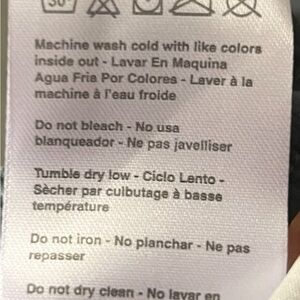 30°
Machine wash cold with like colors
inside out - Lavar En Maquina
Agua Fria Por Colores - Laver à la
machine à l'eau froide
Do not bleach - No usa
blanqueador - Ne pas javelliser
Tumble dry low - Ciclo Lento -
Sècher par culbutage à basse
température
Do not iron - No planchar - Ne pas
repasser
Do not dry clean - No lavar en